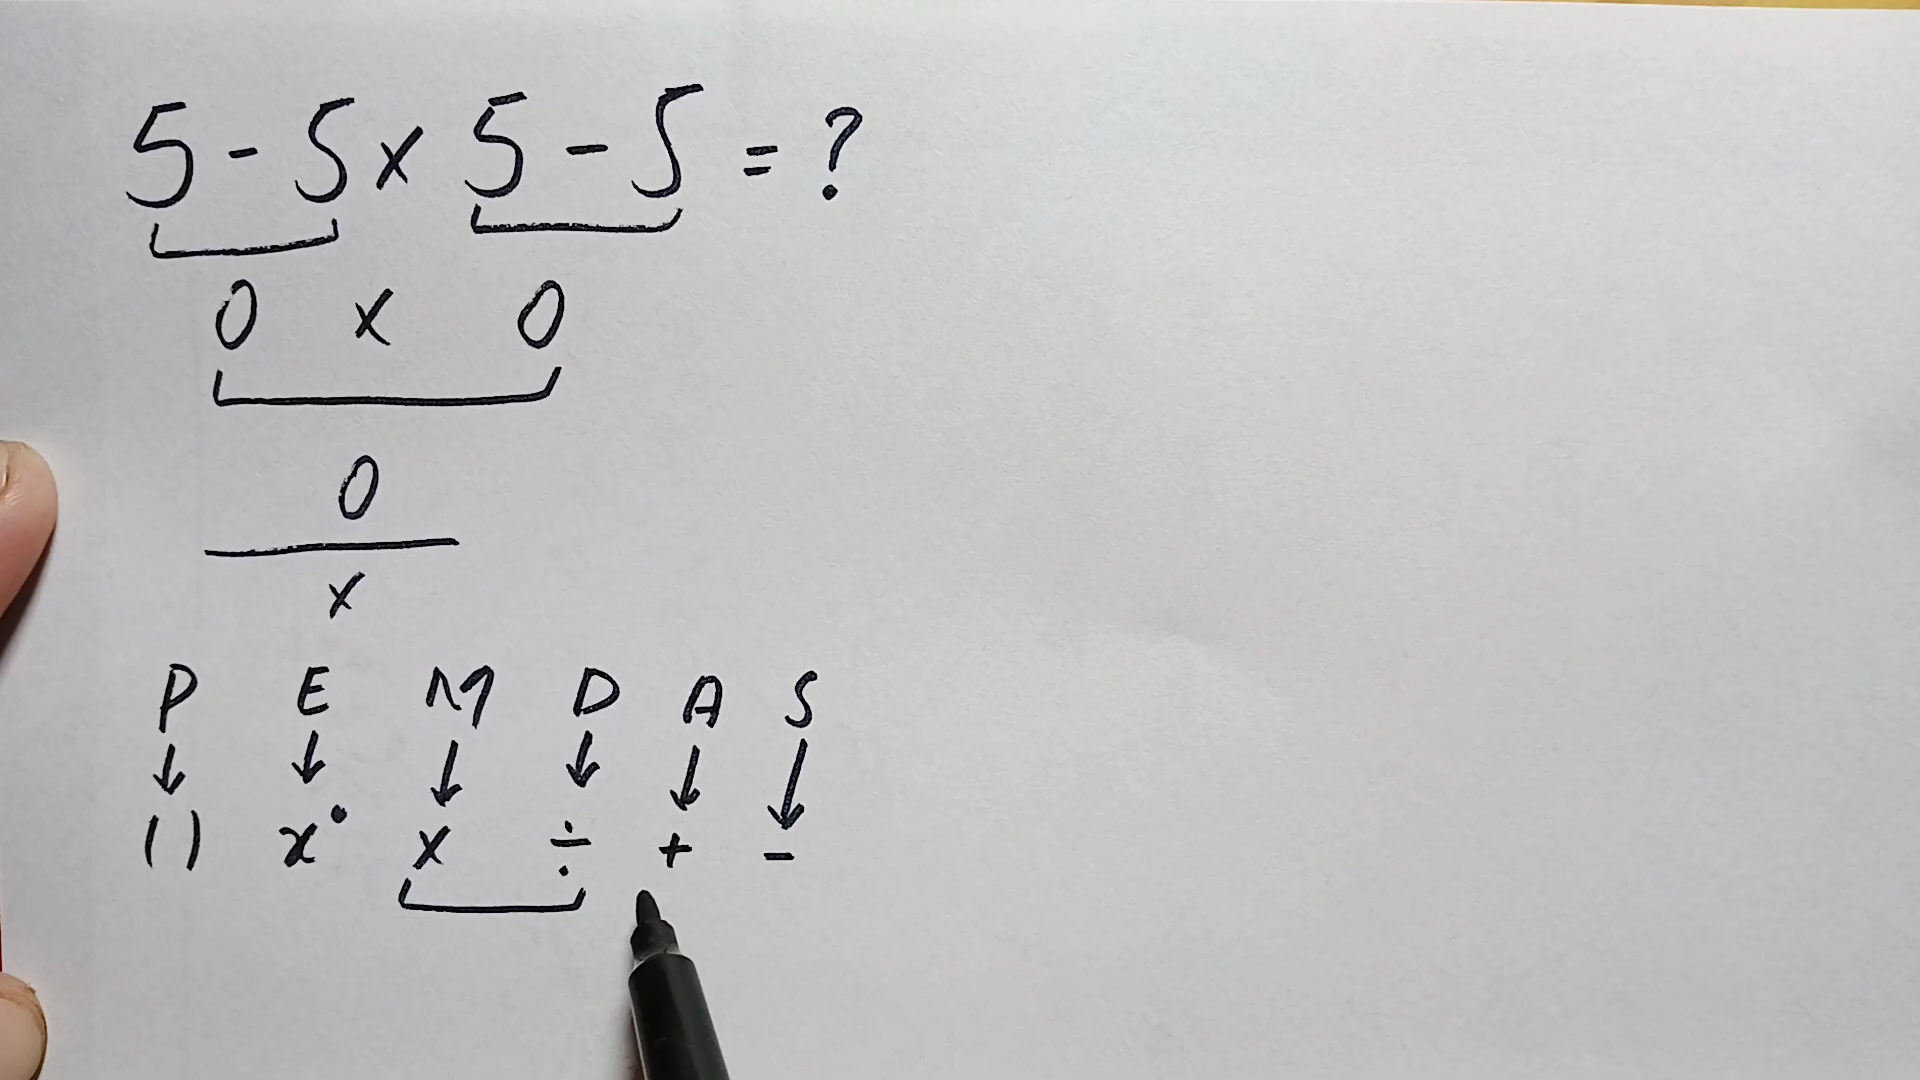 5 - 5 x 5 - 5 = ?
0 x 0
0
x
P E M D A S
↓ ↓ ↓ ↓ ↓ ↓
( ) x• x ÷ + -